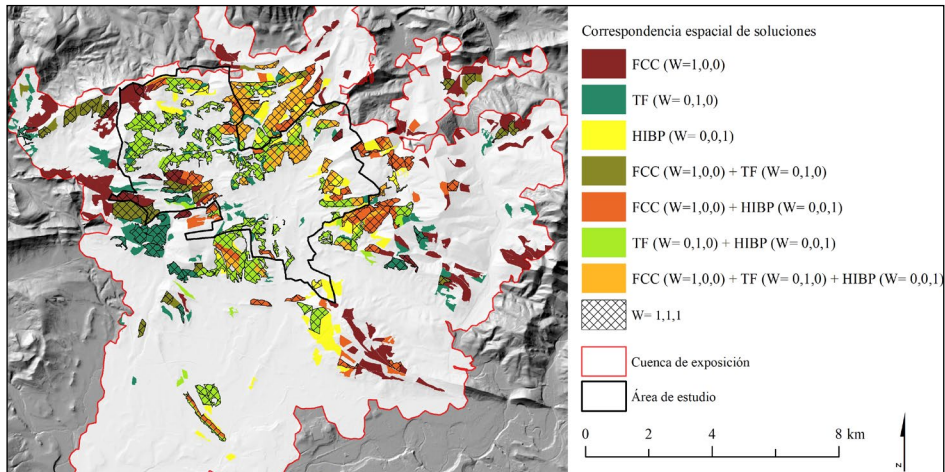 Correspondencia espacial de soluciones
FCC (W=1,0,0)
TF (W= 0,1,0)
HIBP (W= 0,0,1)
FCC (W=1,0,0) + TF (W= 0,1,0)
FCC (W=1,0,0) + HIBP (W= 0,0,1)
TF (W= 0,1,0) + HIBP (W= 0,0,1)
FCC (W=1,0,0) + TF (W= 0,1,0) + HIBP (W= 0,0,1)
W= 1,1,1
Cuenca de exposición
Área de estudio
0 2 4 8 km
N